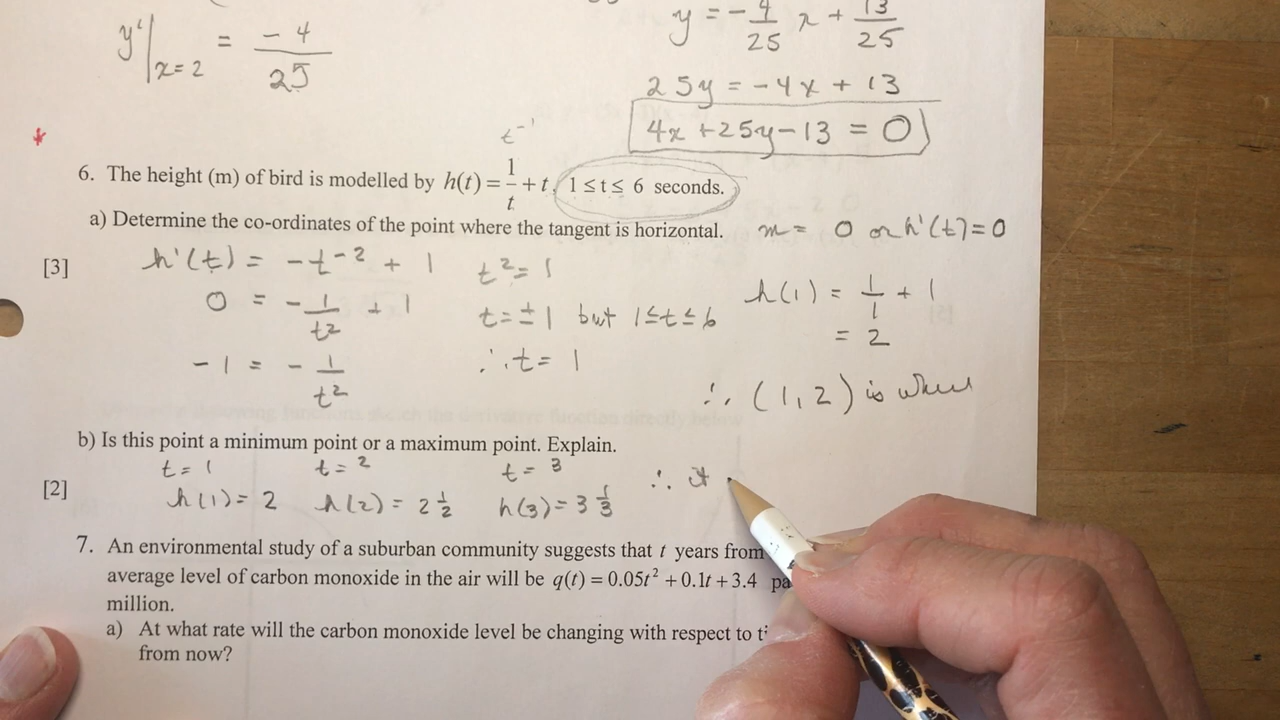 y'|x=2 = -4/25
y = -4/25 x + 13/25
25y = -4x + 13
4x + 25y - 13 = 0
t⁻¹
*
6. The height (m) of bird is modelled by h(t) = 1/t + t, 1 ≤ t ≤ 6 seconds.
a) Determine the co-ordinates of the point where the tangent is horizontal. m = 0 or h'(t) = 0
[3]
h'(t) = -t⁻² + 1
0 = -1/t² + 1
-1 = -1/t²
t² = 1
t = ±1 but 1 ≤ t ≤ 6
∴ t = 1
h(1) = 1/1 + 1
= 2
∴ (1,2) is where
b) Is this point a minimum point or a maximum point. Explain.
[2]
t = 1 t = 2 t = 3
h(1) = 2 h(2) = 2 1/2 h(3) = 3 1/3 ∴ it
7. An environmental study of a suburban community suggests that t years from
average level of carbon monoxide in the air will be q(t) = 0.05t² + 0.1t + 3.4 pa
million.
a) At what rate will the carbon monoxide level be changing with respect to ti
from now?